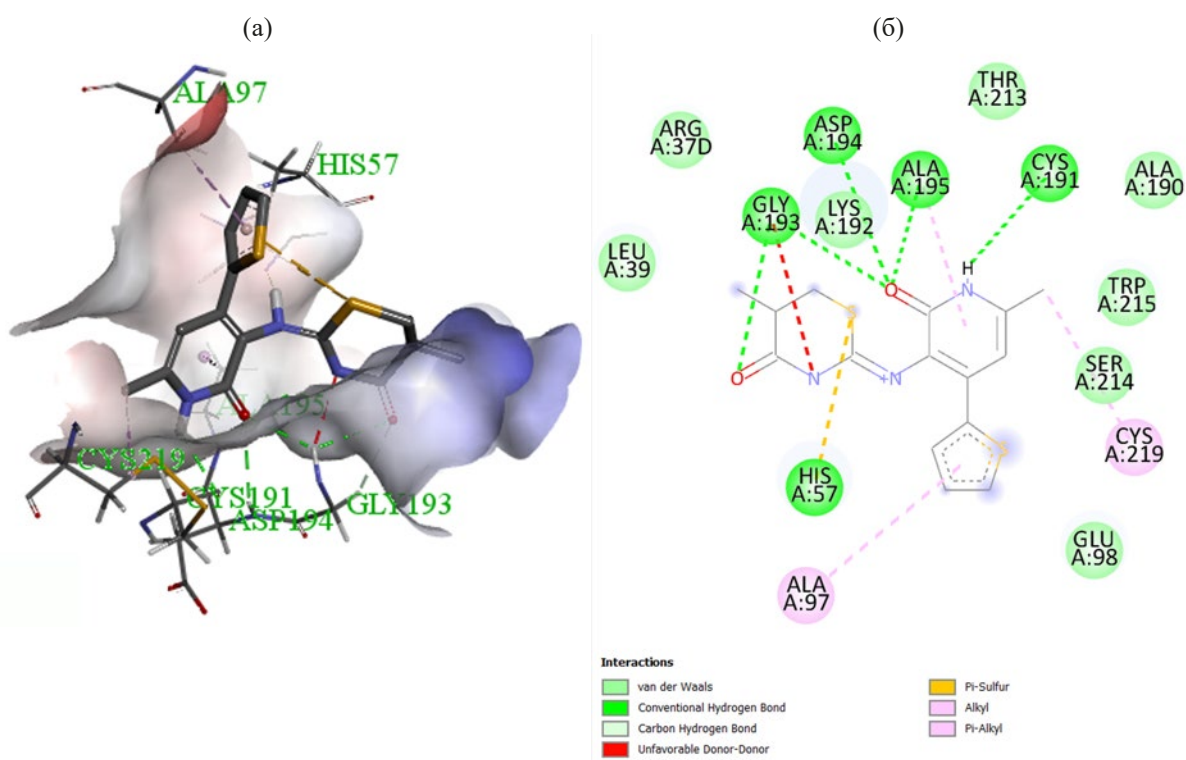 (а)
(б)
ALA97
HIS57
ALA195
CYS219
CYS191
ASP194
GLY193
THR
A:213
ARG
A:37D
ASP
A:194
ALA
A:195
CYS
A:191
ALA
A:190
GLY
A:193
LYS
A:192
LEU
A:39
TRP
A:215
SER
A:214
CYS
A:219
HIS
A:57
GLU
A:98
ALA
A:97
O
H
N
O
N
N
Interactions
van der Waals
Conventional Hydrogen Bond
Carbon Hydrogen Bond
Unfavorable Donor-Donor
Pi-Sulfur
Alkyl
Pi-Alkyl